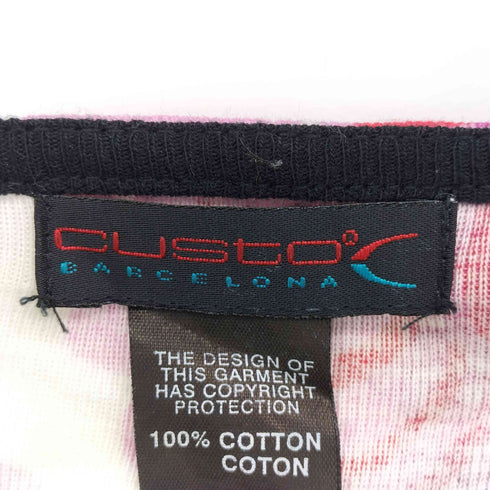 custo®
BARCELONA
THE DESIGN OF
THIS GARMENT
HAS COPYRIGHT
PROTECTION
100% COTTON
COTON